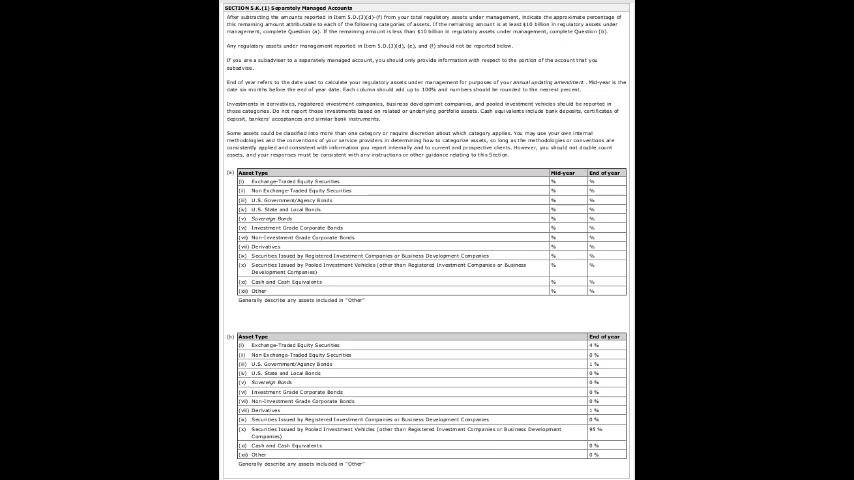 SECTION 5.K.(1) Separately Managed Accounts
After subtracting the amounts reported in Item 5.D.(3)(d)-(f) from your total regulatory assets under management, indicate the approximate percentage of
this remaining amount attributable to each of the following categories of assets. If the remaining amount is at least $10 billion in regulatory assets under
management, complete Question (a). If the remaining amount is less than $10 billion in regulatory assets under management, complete Question (b).
Any regulatory assets under management reported in Item 5.D.(3)(d), (e), and (f) should not be reported below.
If you are a subadviser to a separately managed account, you should only provide information with respect to the portion of the account that you
subadvise.
End of year refers to the date used to calculate your regulatory assets under management for purposes of your annual updating amendment . Mid-year is the
date six months before the end of year date. Each column should add up to 100% and numbers should be rounded to the nearest percent.
Investments in derivatives, registered investment companies, business development companies, and pooled investment vehicles should be reported in
those categories. Do not report those investments based on related or underlying portfolio assets. Cash equivalents include bank deposits, certificates of
deposit, bankers' acceptances and similar bank instruments.
Some assets could be classified into more than one category or require discretion about which category applies. You may use your own internal
methodologies and the conventions of your service providers in determining how to categorize assets, so long as the methodologies or conventions are
consistently applied and consistent with information you report internally and to current and prospective clients. However, you should not double count
assets, and your responses must be consistent with any instructions or other guidance relating to this Section.
(a) Asset Type Mid-year End of year
(i) Exchange-Traded Equity Securities % %
(ii) Non Exchange-Traded Equity Securities % %
(iii) U.S. Government/Agency Bonds % %
(iv) U.S. State and Local Bonds % %
(v) Sovereign Bonds % %
(vi) Investment Grade Corporate Bonds % %
(vii) Non-Investment Grade Corporate Bonds % %
(viii) Derivatives % %
(ix) Securities Issued by Registered Investment Companies or Business Development Companies % %
(x) Securities Issued by Pooled Investment Vehicles (other than Registered Investment Companies or Business % %
Development Companies)
(xi) Cash and Cash Equivalents % %
(xii) Other % %
Generally describe any assets included in "Other"
(b) Asset Type End of year
(i) Exchange-Traded Equity Securities 4 %
(ii) Non Exchange-Traded Equity Securities 0 %
(iii) U.S. Government/Agency Bonds 1 %
(iv) U.S. State and Local Bonds 0 %
(v) Sovereign Bonds 0 %
(vi) Investment Grade Corporate Bonds 0 %
(vii) Non-Investment Grade Corporate Bonds 0 %
(viii) Derivatives 1 %
(ix) Securities Issued by Registered Investment Companies or Business Development Companies 0 %
(x) Securities Issued by Pooled Investment Vehicles (other than Registered Investment Companies or Business Development 95 %
Companies)
(xi) Cash and Cash Equivalents 0 %
(xii) Other 0 %
Generally describe any assets included in "Other"